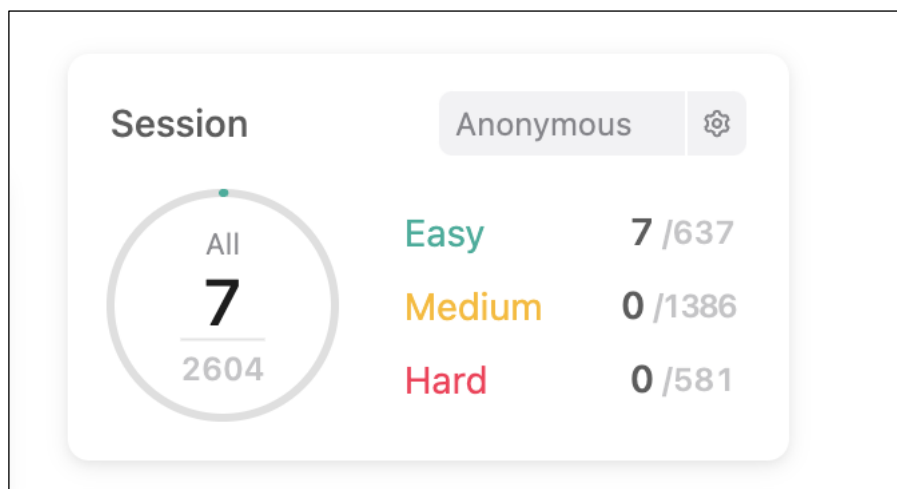 Session
Anonymous
All
7
2604
Easy 7 /637
Medium 0 /1386
Hard 0 /581